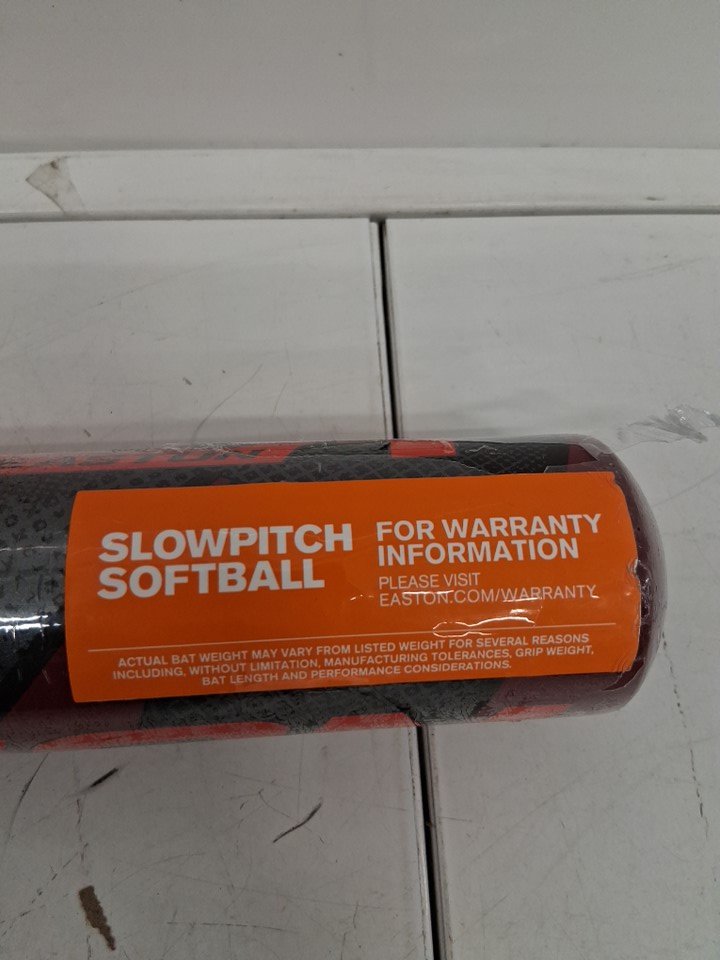 SLOWPITCH
SOFTBALL
FOR WARRANTY
INFORMATION
PLEASE VISIT
EASTON.COM/WARRANTY
ACTUAL BAT WEIGHT MAY VARY FROM LISTED WEIGHT FOR SEVERAL REASONS
INCLUDING, WITHOUT LIMITATION, MANUFACTURING TOLERANCES, GRIP WEIGHT,
BAT LENGTH AND PERFORMANCE CONSIDERATIONS.